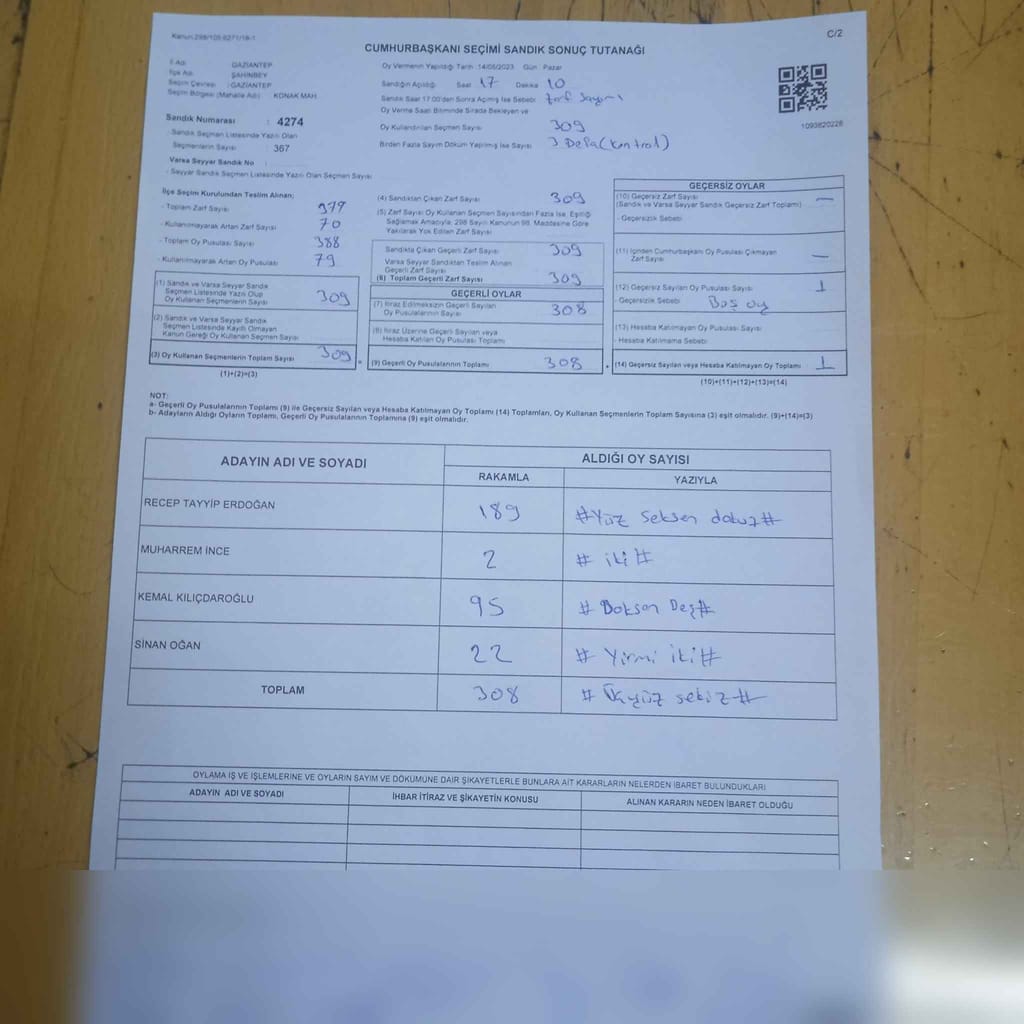 Kanun 298/105-6271/16-1
C/2
CUMHURBAŞKANI SEÇİMİ SANDIK SONUÇ TUTANAĞI
İl Adı : GAZİANTEP
İlçe Adı : ŞAHİNBEY
Seçim Çevresi : GAZİANTEP
Seçim Bölgesi (Mahalle Adı) : KONAK MAH.
Sandık Numarası : 4274
- Sandık Seçmen Listesinde Yazılı Olan
Seçmenlerin Sayısı : 367
Varsa Seyyar Sandık No :
- Seyyar Sandık Seçmen Listesinde Yazılı Olan Seçmen Sayısı
Oy Vermenin Yapıldığı Tarih :14/05/2023 Gün : Pazar
Sandığın Açıldığı : Saat 17 Dakika 10
Sandık Saat 17:00'den Sonra Açılmış İse Sebebi : Zarf Sayımı
Oy Verme Saati Bitiminde Sırada Bekleyen ve
Oy Kullandırılan Seçmen Sayısı 309
Birden Fazla Sayım Döküm Yapılmış İse Sayısı 3 Defa (Kontrol)
1093820228
İlçe Seçim Kurulundan Teslim Alınan;
- Toplam Zarf Sayısı 379
- Kullanılmayarak Artan Zarf Sayısı 70
- Toplam Oy Pusulası Sayısı 388
- Kullanılmayarak Artan Oy Pusulası 79
(1) Sandık ve Varsa Seyyar Sandık
Seçmen Listesinde Yazılı Olup
Oy Kullanan Seçmenlerin Sayısı 309
(2) Sandık ve Varsa Seyyar Sandık
Seçmen Listesinde Kayıtlı Olmayan
Kanun Gereği Oy Kullanan Seçmen Sayısı
(3) Oy Kullanan Seçmenlerin Toplam Sayısı 309
(1)+(2)=(3)
(4) Sandıktan Çıkan Zarf Sayısı 309
(5) Zarf Sayısı Oy Kullanan Seçmen Sayısından Fazla İse, Eşitliği
Sağlamak Amacıyla, 298 Sayılı Kanunun 98. Maddesine Göre
Yakılarak Yok Edilen Zarf Sayısı
Sandıkta Çıkan Geçerli Zarf Sayısı 309
Varsa Seyyar Sandıktan Teslim Alınan
Geçerli Zarf Sayısı
(6) Toplam Geçerli Zarf Sayısı 309
GEÇERLİ OYLAR
(7) İtiraz Edilmeksizin Geçerli Sayılan
Oy Pusulalarının Sayısı 308
(8) İtiraz Üzerine Geçerli Sayılan veya
Hesaba Katılan Oy Pusulası Toplamı
(9) Geçerli Oy Pusulalarının Toplamı 308
GEÇERSİZ OYLAR
(10) Geçersiz Zarf Sayısı —
(Sandık ve Varsa Seyyar Sandık Geçersiz Zarf Toplamı)
- Geçersizlik Sebebi
(11) İçinden Cumhurbaşkanı Oy Pusulası Çıkmayan
Zarf Sayısı —
(12) Geçersiz Sayılan Oy Pusulası Sayısı 1
- Geçersizlik Sebebi Boş oy
(13) Hesaba Katılmayan Oy Pusulası Sayısı
- Hesaba Katılmama Sebebi
(14) Geçersiz Sayılan veya Hesaba Katılmayan Oy Toplamı 1
(10)+(11)+(12)+(13)=(14)
NOT:
a- Geçerli Oy Pusulalarının Toplamı (9) ile Geçersiz Sayılan veya Hesaba Katılmayan Oy Toplamı (14) Toplamları, Oy Kullanan Seçmenlerin Toplam Sayısına (3) eşit olmalıdır. (9)+(14)=(3)
b- Adayların Aldığı Oyların Toplamı, Geçerli Oy Pusulalarının Toplamına (9) eşit olmalıdır.
ADAYIN ADI VE SOYADI ALDIĞI OY SAYISI
RAKAMLA YAZIYLA
RECEP TAYYİP ERDOĞAN 189 #Yüz Seksen dokuz#
MUHARREM İNCE 2 # iki #
KEMAL KILIÇDAROĞLU 95 # Doksan Beş#
SİNAN OĞAN 22 # Yirmi iki#
TOPLAM 308 # Üçyüz sekiz#
OYLAMA İŞ VE İŞLEMLERİNE VE OYLARIN SAYIM VE DÖKÜMÜNE DAİR ŞİKAYETLERLE BUNLARA AİT KARARLARIN NELERDEN İBARET BULUNDUKLARI
ADAYIN ADI VE SOYADI İHBAR İTİRAZ VE ŞİKAYETİN KONUSU ALINAN KARARIN NEDEN İBARET OLDUĞU